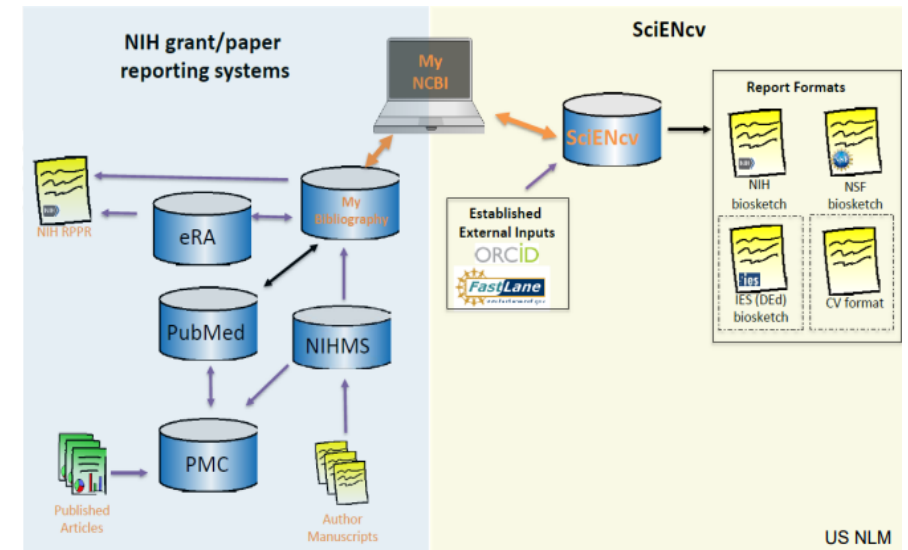 NIH grant/paper
reporting systems
SciENcv
My
NCBI
Report Formats
SciENcv
NIH
biosketch
NSF
biosketch
NIH RPPR
My
Bibliography
eRA
Established
External Inputs
ORCiD
FastLane
ies
IES (DEd)
biosketch
CV format
PubMed
NIHMS
PMC
Published
Articles
Author
Manuscripts
US NLM